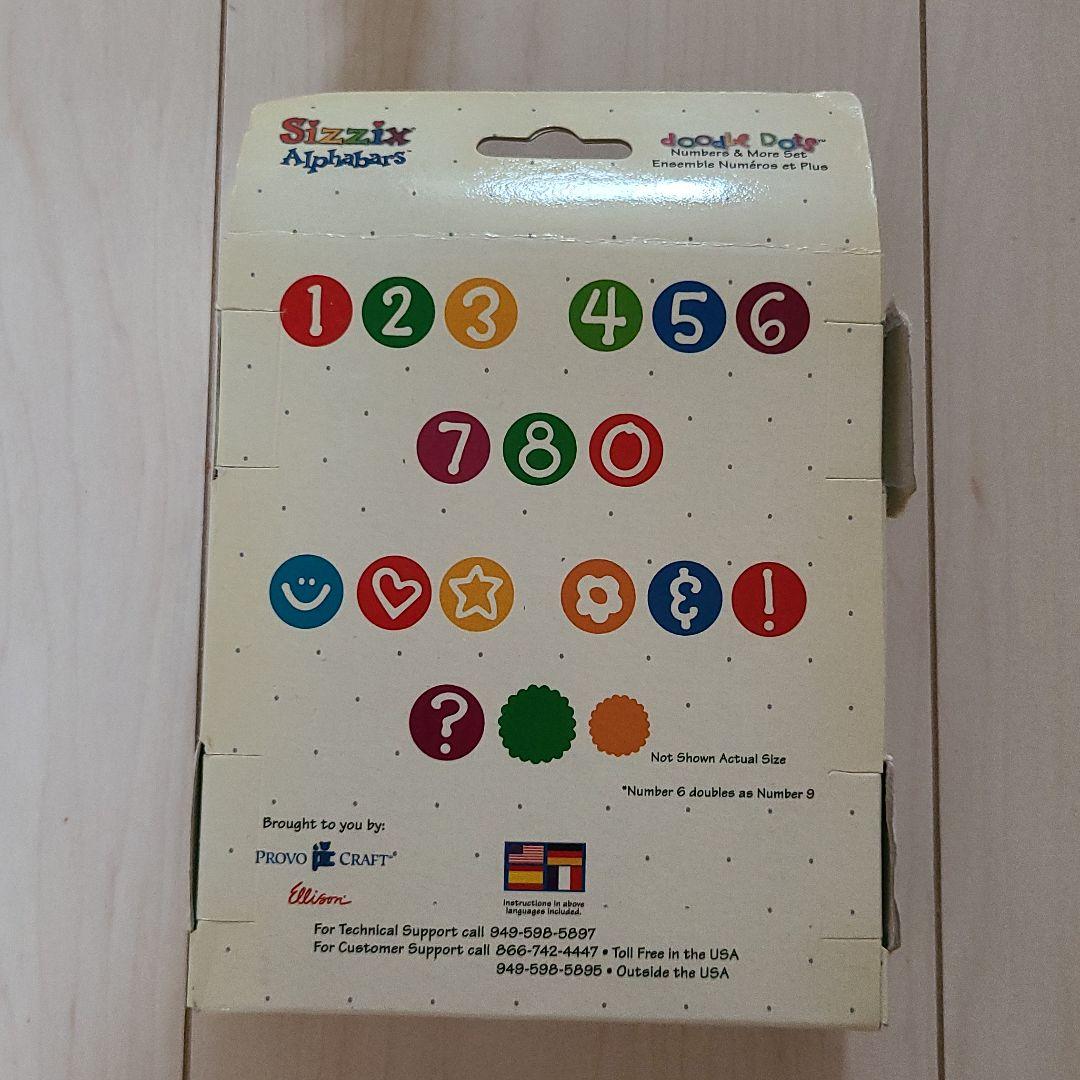 Sizzix
Alphabars
doodle Dots™
Numbers & More Set
Ensemble Numéros et Plus
1 2 3 4 5 6
7 8 0
& !
?
Not Shown Actual Size
*Number 6 doubles as Number 9
Brought to you by:
PROVO CRAFT®
Ellison
Instructions in above
languages included.
For Technical Support call 949-598-5897
For Customer Support call 866-742-4447 • Toll Free in the USA
949-598-5895 • Outside the USA